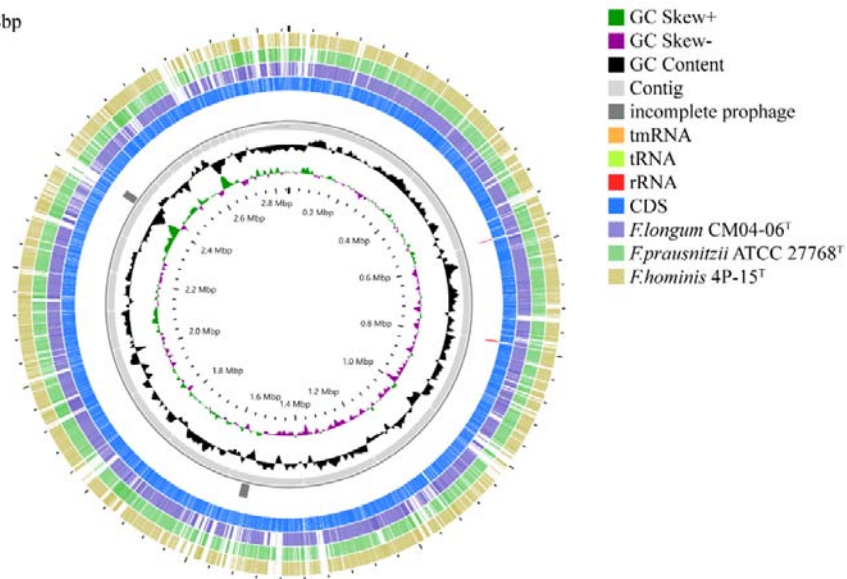 bp
GC Skew+
GC Skew-
GC Content
Contig
incomplete prophage
tmRNA
tRNA
rRNA
CDS
F.longum CM04-06ᵀ
F.prausnitzii ATCC 27768ᵀ
F.hominis 4P-15ᵀ
2.8 Mbp
0.2 Mbp
2.6 Mbp
0.4 Mbp
2.4 Mbp
0.6 Mbp
2.2 Mbp
0.8 Mbp
2.0 Mbp
1.0 Mbp
1.8 Mbp
1.2 Mbp
1.6 Mbp
1.4 Mbp